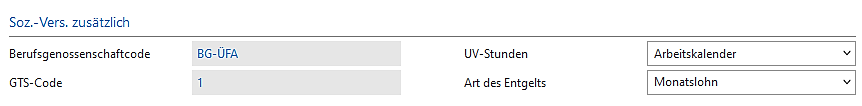 Soz.-Vers. zusätzlich
Berufsgenossenschaftcode BG-ÜFA UV-Stunden Arbeitskalender
GTS-Code 1 Art des Entgelts Monatslohn